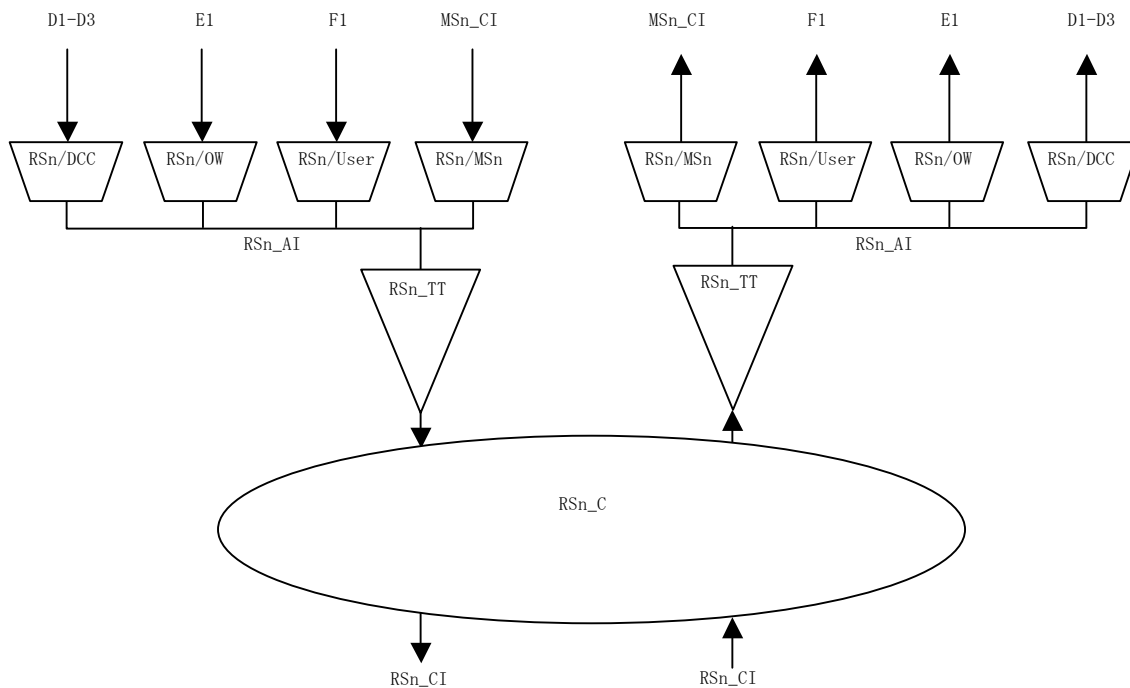 D1-D3 E1 F1 MSn_CI MSn_CI F1 E1 D1-D3
RSn/DCC RSn/OW RSn/User RSn/MSn RSn/MSn RSn/User RSn/OW RSn/DCC
RSn_AI RSn_AI
RSn_TT RSn_TT
RSn_C
RSn_CI RSn_CI